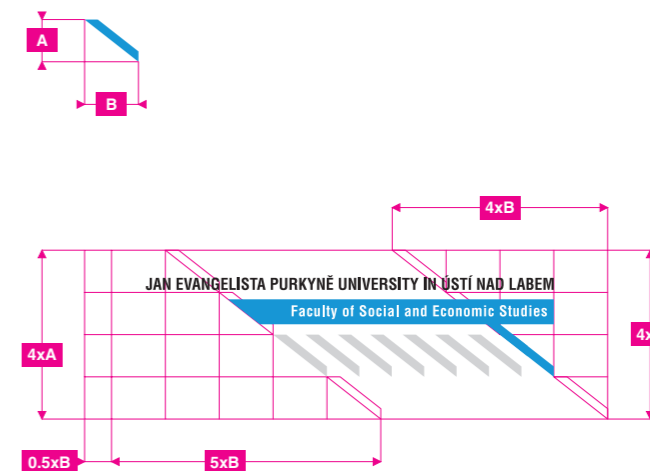 A
B
4xB
JAN EVANGELISTA PURKYNĚ UNIVERSITY IN ÚSTÍ NAD LABEM
Faculty of Social and Economic Studies
4xA
4x
0.5xB
5xB